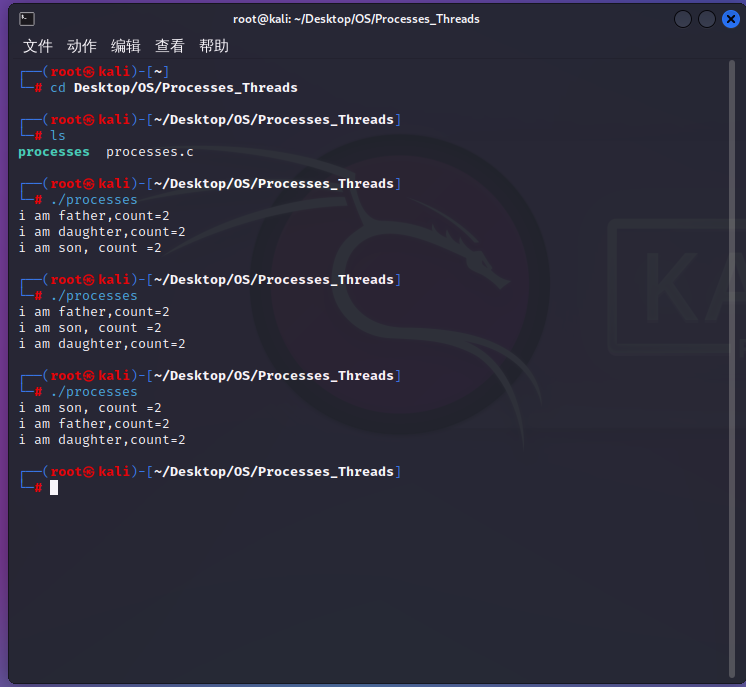 root@kali: ~/Desktop/OS/Processes_Threads
文件 动作 编辑 查看 帮助
┌──(root㉿kali)-[~]
└─# cd Desktop/OS/Processes_Threads
┌──(root㉿kali)-[~/Desktop/OS/Processes_Threads]
└─# ls
processes  processes.c
┌──(root㉿kali)-[~/Desktop/OS/Processes_Threads]
└─# ./processes
i am father,count=2
i am daughter,count=2
i am son, count =2
┌──(root㉿kali)-[~/Desktop/OS/Processes_Threads]
└─# ./processes
i am father,count=2
i am son, count =2
i am daughter,count=2
┌──(root㉿kali)-[~/Desktop/OS/Processes_Threads]
└─# ./processes
i am son, count =2
i am father,count=2
i am daughter,count=2
┌──(root㉿kali)-[~/Desktop/OS/Processes_Threads]
└─#
KA